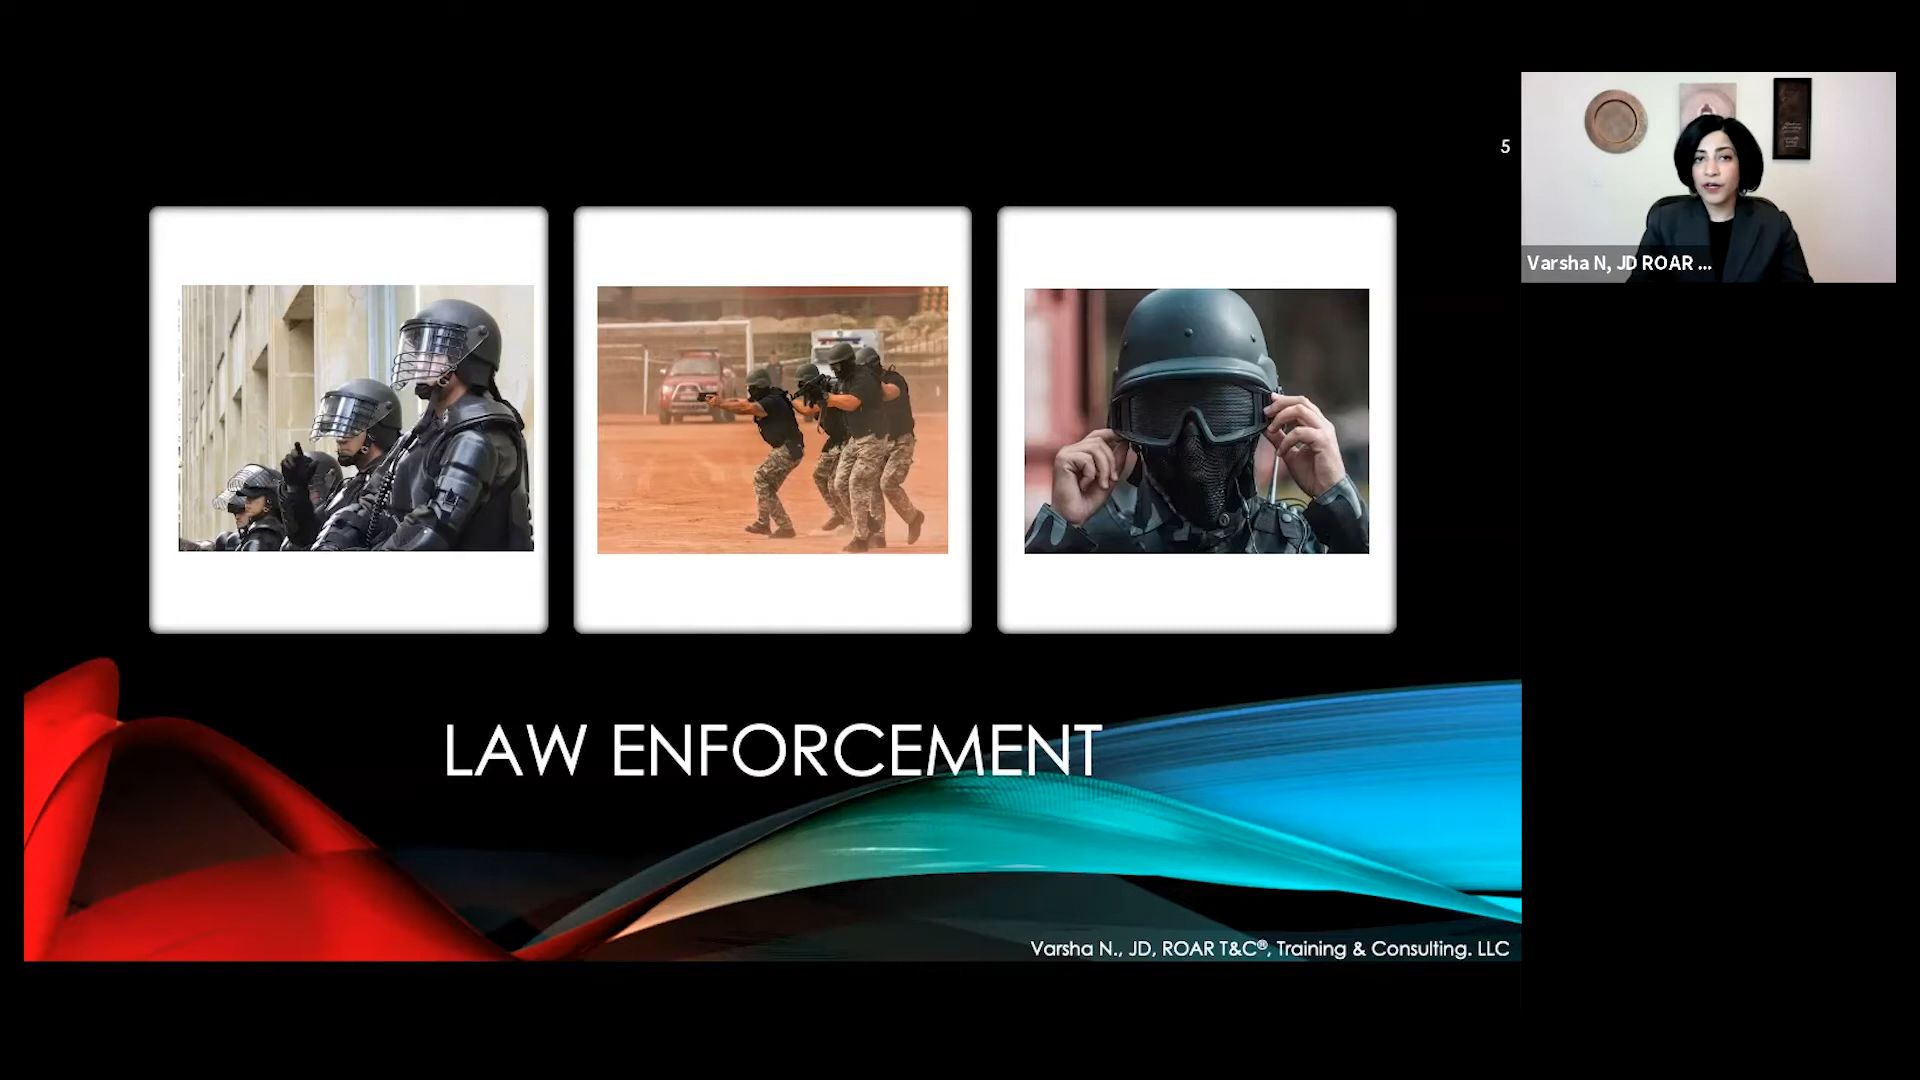 5
Varsha N, JD ROAR ...
LAW ENFORCEMENT
Varsha N., JD, ROAR T&C®, Training & Consulting. LLC